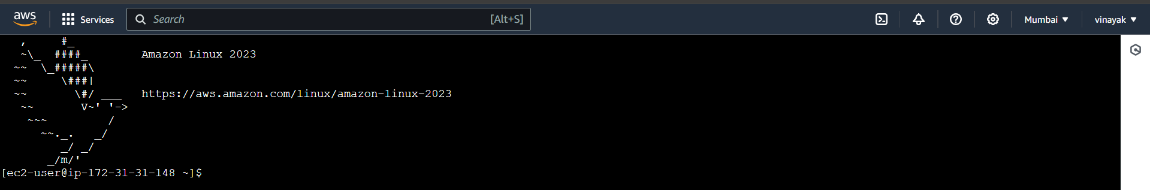 aws Services Search [Alt+S] Mumbai vinayak
   ,     #_
   ~\_  ####_        Amazon Linux 2023
  ~~  \_#####\
  ~~     \###|
  ~~       \#/ ___   https://aws.amazon.com/linux/amazon-linux-2023
   ~~       V~' '->
    ~~~         /
      ~~._.   _/
         _/ _/
       _/m/'
[ec2-user@ip-172-31-31-148 ~]$